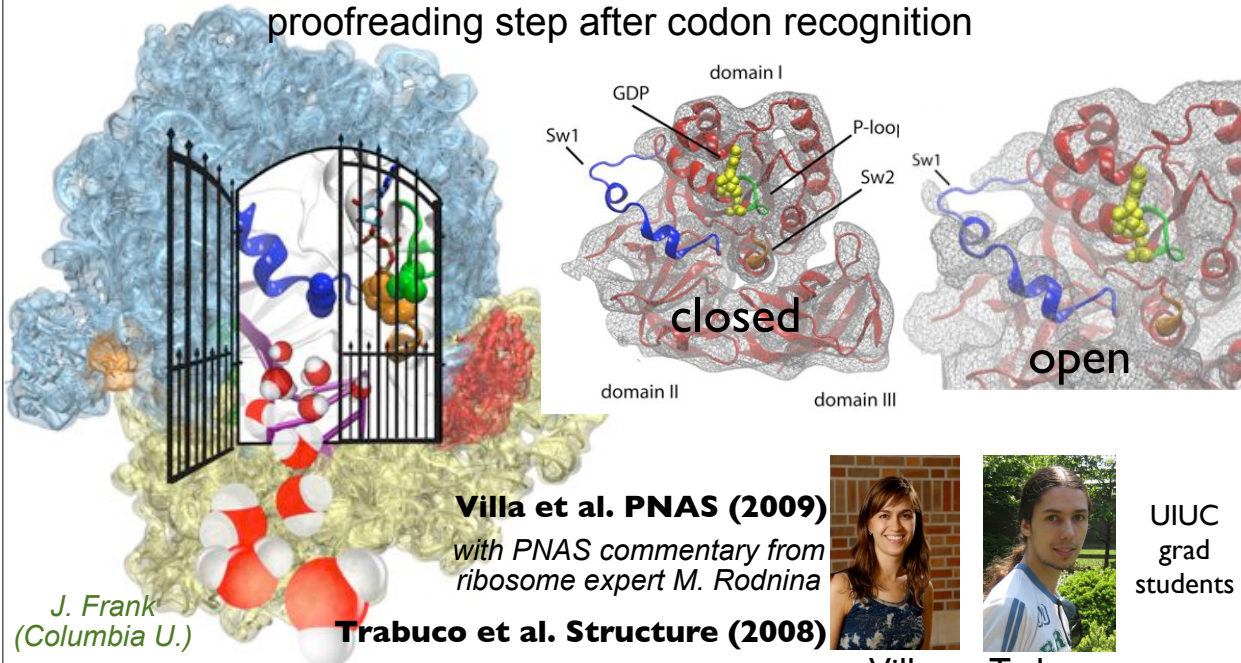 proofreading step after codon recognition
domain I
GDP
Sw1
P-loop
Sw2
closed
domain II
domain III
Sw1
open
Villa et al. PNAS (2009)
with PNAS commentary from
ribosome expert M. Rodnina
Trabuco et al. Structure (2008)
J. Frank
(Columbia U.)
UIUC
grad
students